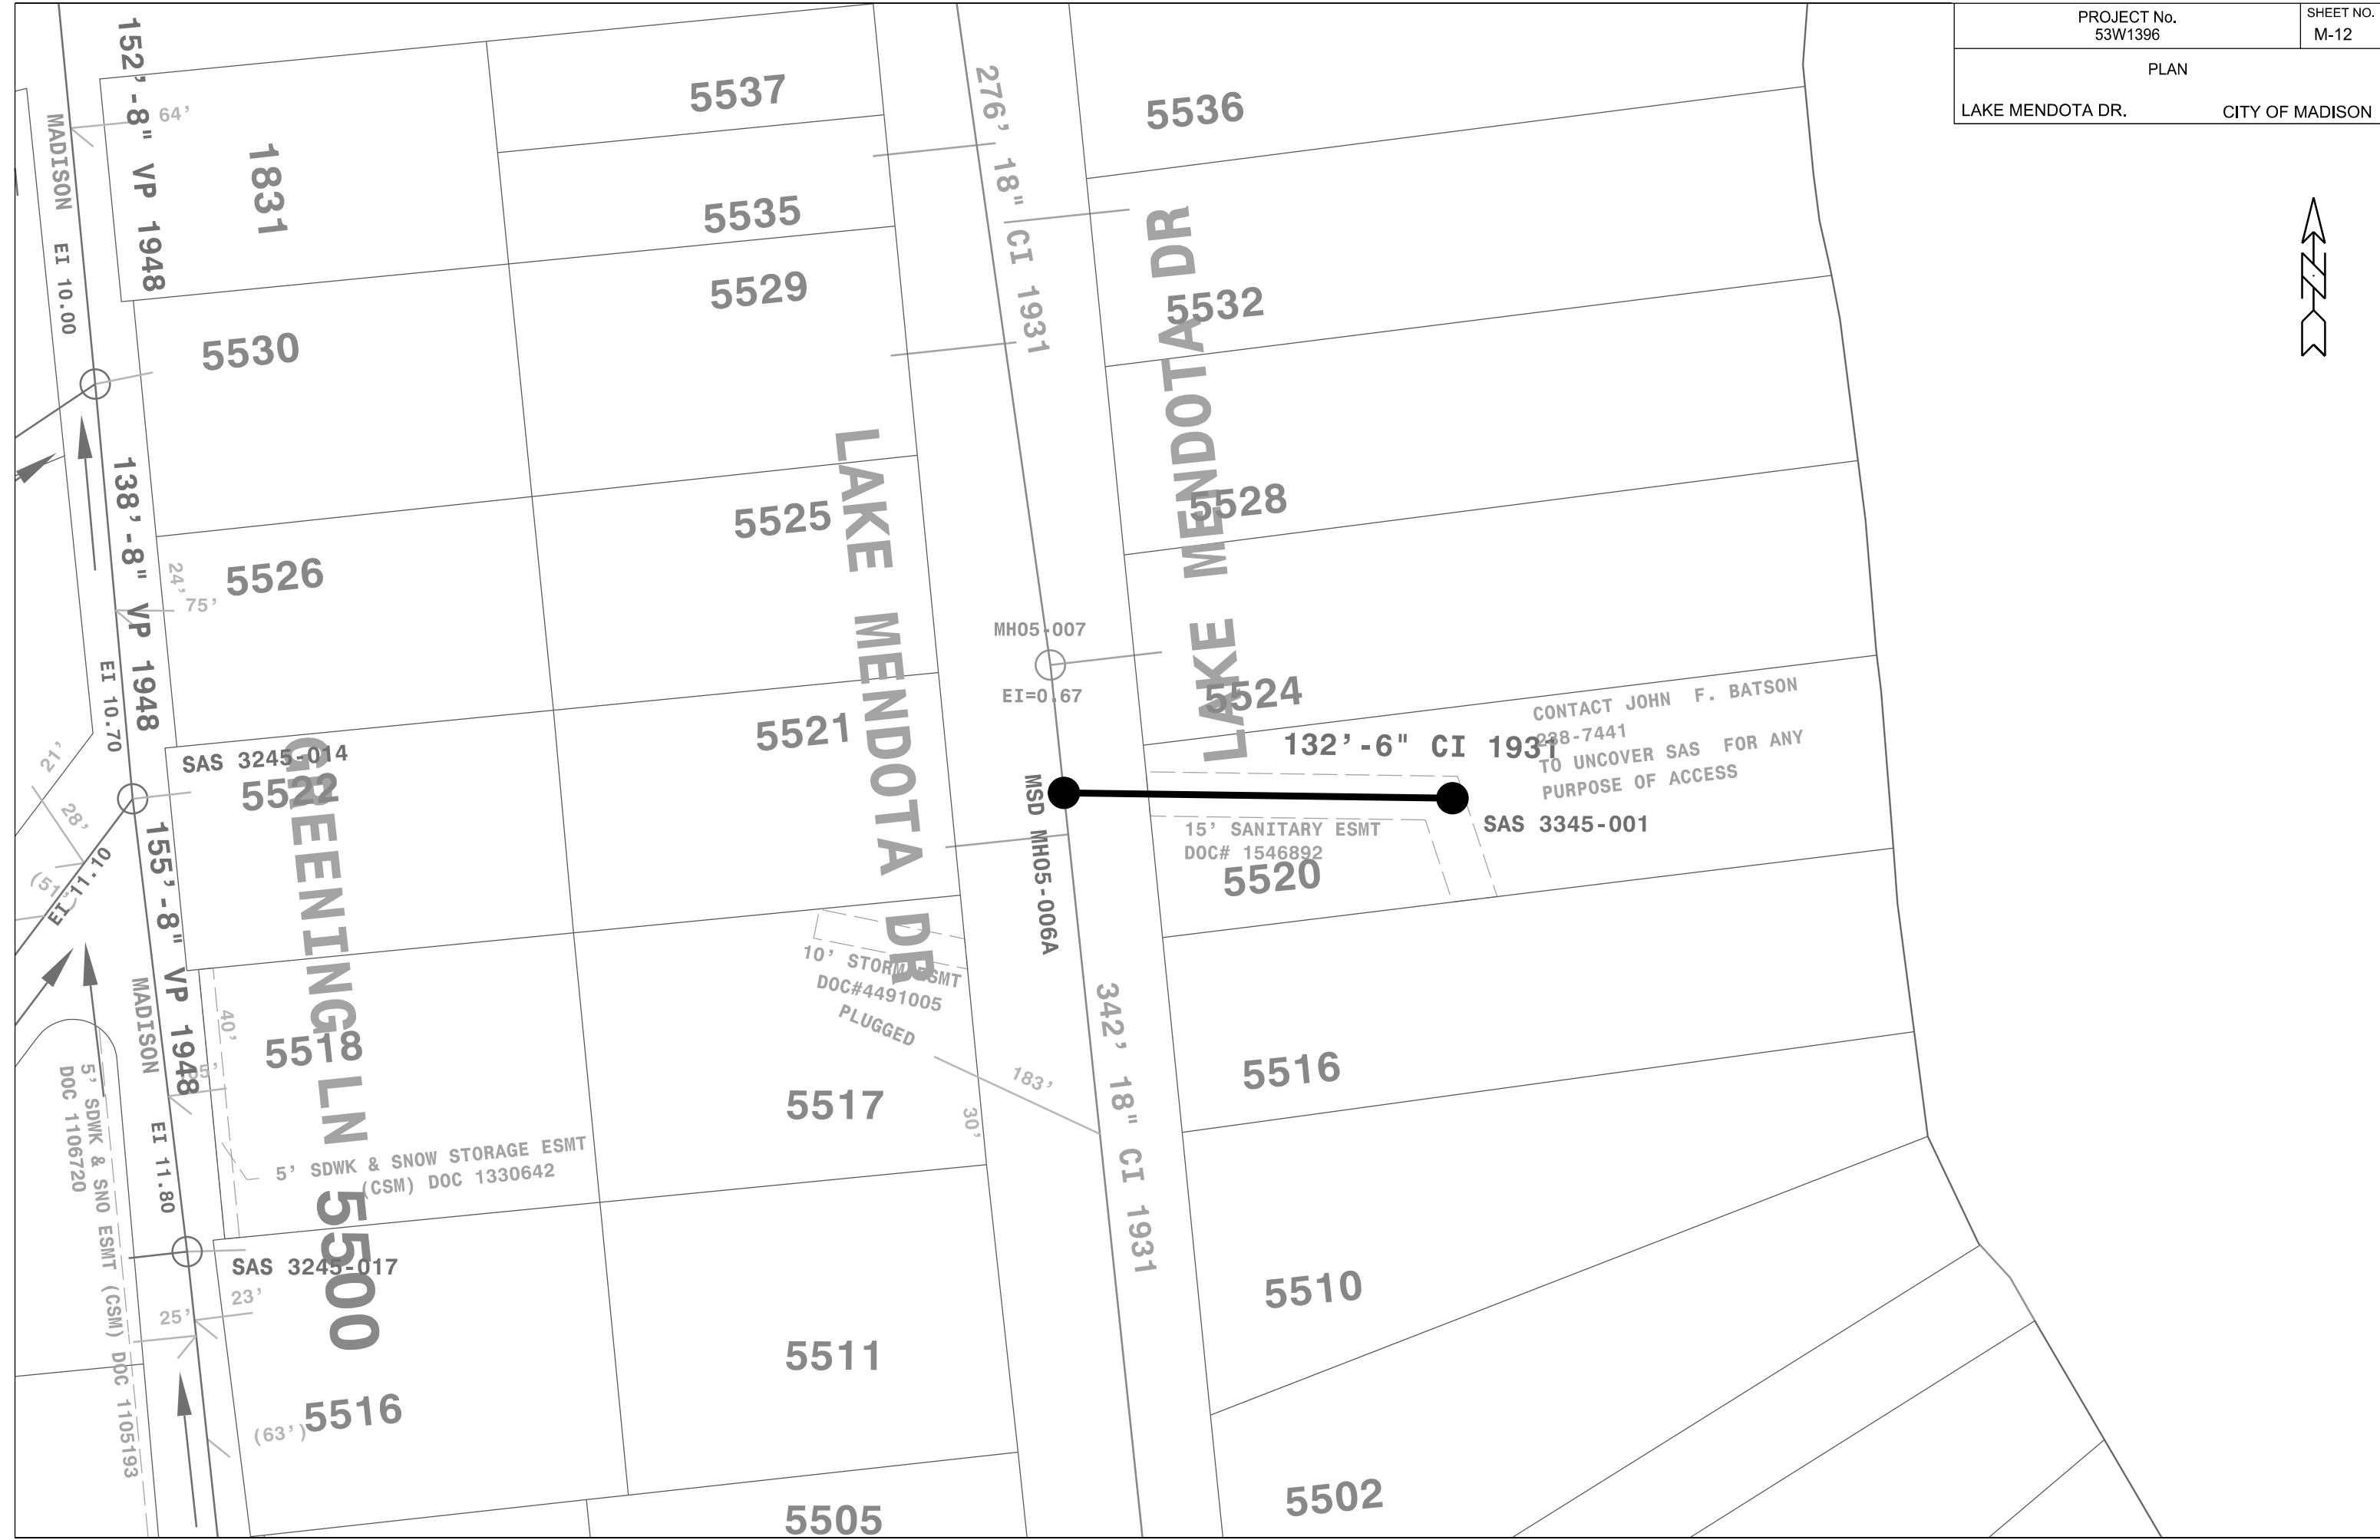 PROJECT No.
53W1396
SHEET NO.
M-12
PLAN
LAKE MENDOTA DR.
CITY OF MADISON
N
152'-8" VP 1948
64'
MADISON
EI 10.00
1831
5537
5535
5529
5530
276' 18" CI 1931
5536
5532
5528
5524
LAKE MENDOTA DR
LAKE MENDOTA DR
138'-8" VP 1948
24'
75'
5526
5525
EI 10.70
MH05-007
EI=0.67
21'
28'
SAS 3245-014
5522
5521
132'-6" CI 1931
CONTACT JOHN F. BATSON
238-7441
TO UNCOVER SAS FOR ANY
PURPOSE OF ACCESS
SAS 3345-001
15' SANITARY ESMT
DOC# 1546892
5520
MSD MH05-006A
EI 11.10
155'-8" VP 1948
MADISON
EI 11.80
GREENING LN 5500
10' STORM ESMT
DOC#4491005
PLUGGED
183'
30'
40'
5518
5517
342' 18" CI 1931
5516
5' SDWK & SNO ESMT (CSM) DOC 1105193
DOC 1106720
5' SDWK & SNOW STORAGE ESMT
(CSM) DOC 1330642
SAS 3245-017
23'
25'
5510
5511
5516
(63')
5505
5502